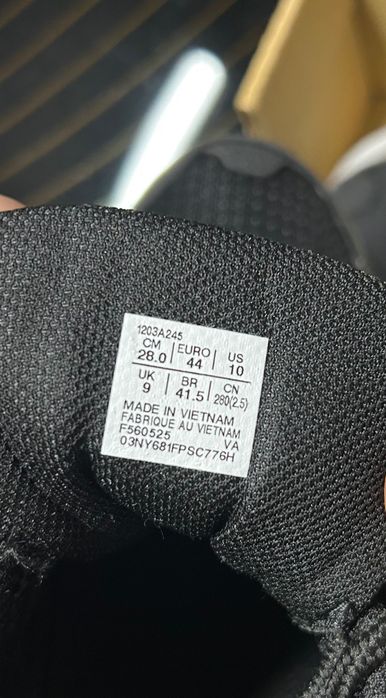 1203A245
CM 28.0 | EURO 44 | US 10
UK 9 | BR 41.5 | CN 280(2.5)
MADE IN VIETNAM
FABRIQUE AU VIETNAM
F560525 VA
03NY681FPSC776H